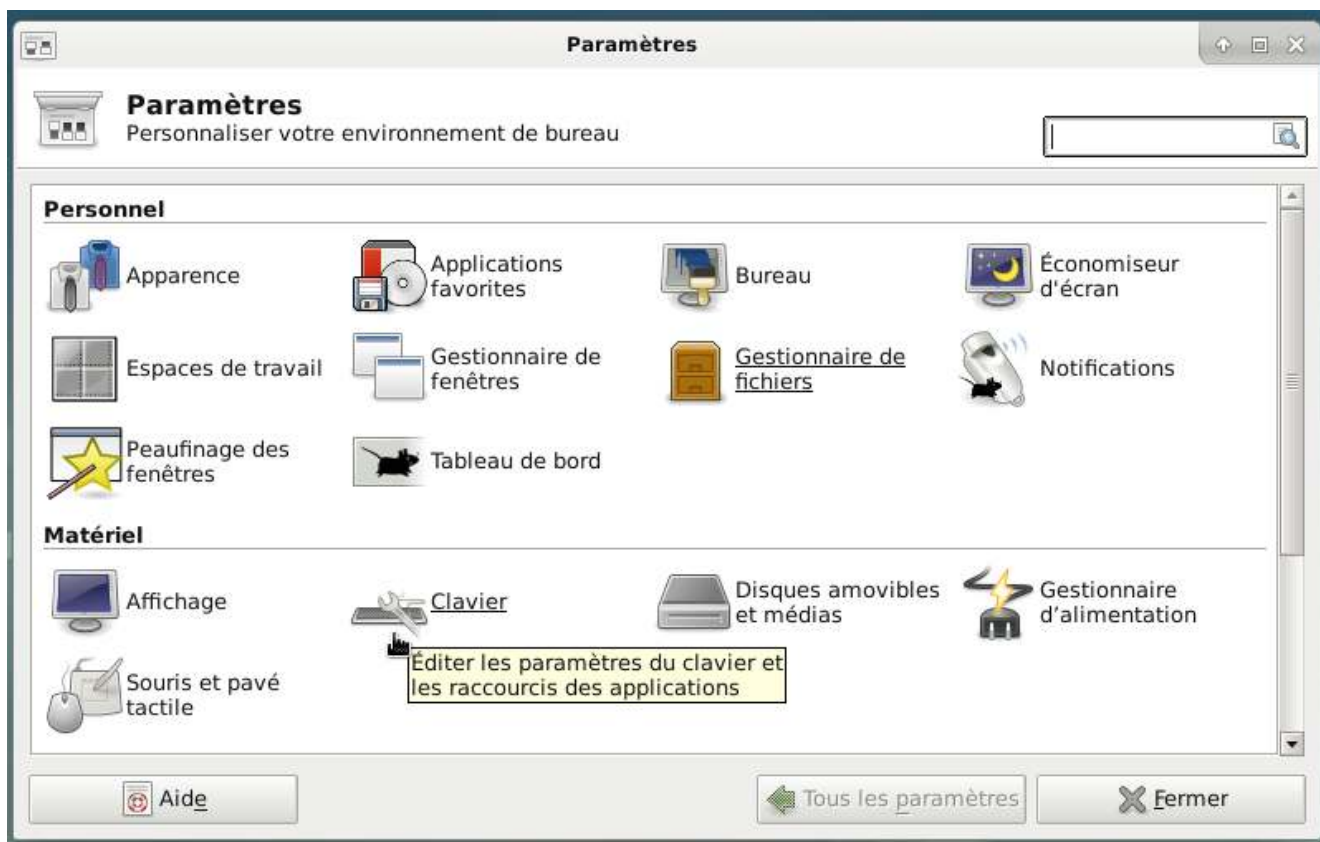 Paramètres
Paramètres
Personnaliser votre environnement de bureau
Personnel
Apparence
Applications
favorites
Bureau
Économiseur
d'écran
Espaces de travail
Gestionnaire de
fenêtres
Gestionnaire de
fichiers
Notifications
Peaufinage des
fenêtres
Tableau de bord
Matériel
Affichage
Clavier
Disques amovibles
et médias
Gestionnaire
d’alimentation
Souris et pavé
tactile
Éditer les paramètres du clavier et
les raccourcis des applications
Aide
Tous les paramètres
Fermer